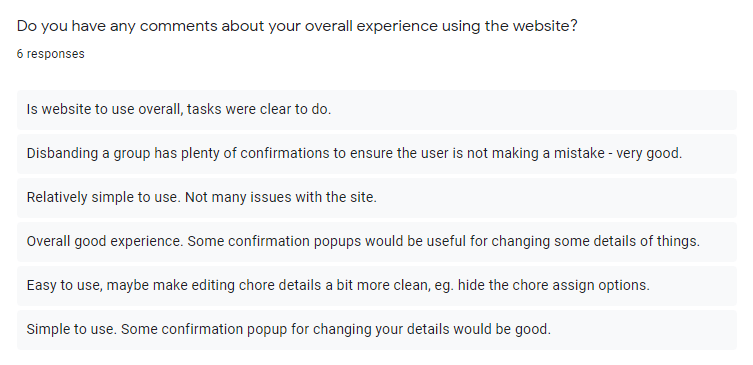 Do you have any comments about your overall experience using the website?
6 responses
Is website to use overall, tasks were clear to do.
Disbanding a group has plenty of confirmations to ensure the user is not making a mistake - very good.
Relatively simple to use. Not many issues with the site.
Overall good experience. Some confirmation popups would be useful for changing some details of things.
Easy to use, maybe make editing chore details a bit more clean, eg. hide the chore assign options.
Simple to use. Some confirmation popup for changing your details would be good.